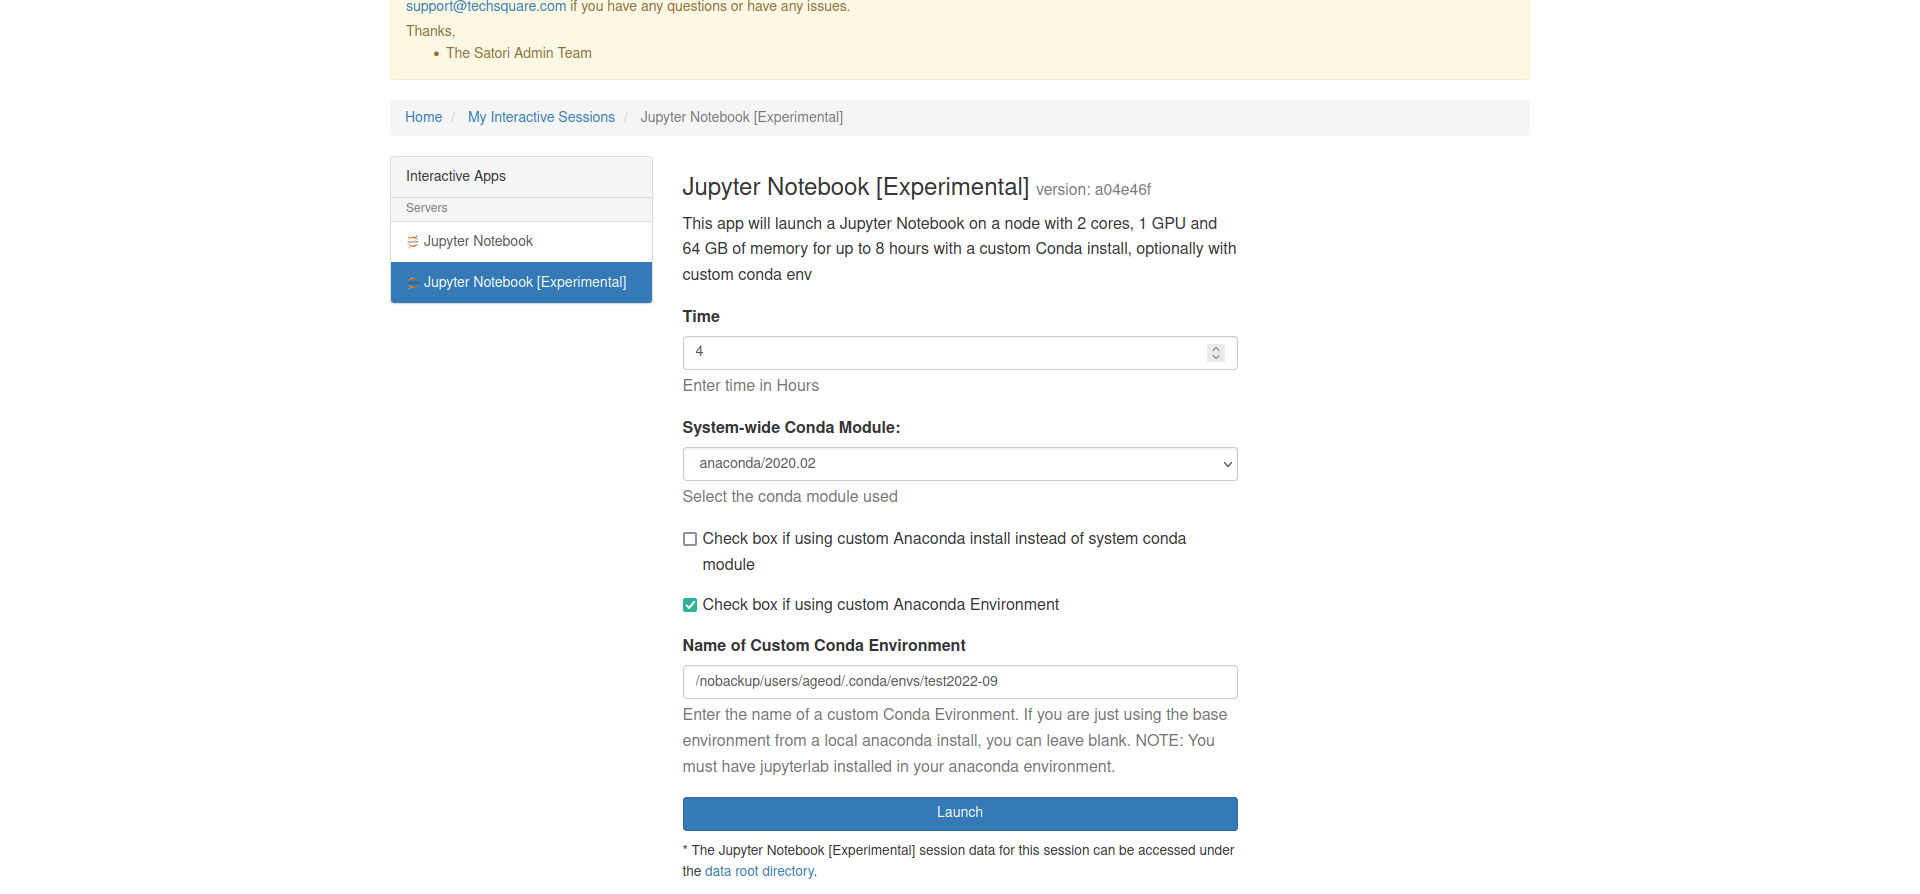 support@techsquare.com if you have any questions or have any issues.
Thanks,
• The Satori Admin Team
Home / My Interactive Sessions / Jupyter Notebook [Experimental]
Interactive Apps
Servers
Jupyter Notebook
Jupyter Notebook [Experimental]
Jupyter Notebook [Experimental] version: a04e46f
This app will launch a Jupyter Notebook on a node with 2 cores, 1 GPU and
64 GB of memory for up to 8 hours with a custom Conda install, optionally with
custom conda env
Time
4
Enter time in Hours
System-wide Conda Module:
anaconda/2020.02
Select the conda module used
Check box if using custom Anaconda install instead of system conda
module
Check box if using custom Anaconda Environment
Name of Custom Conda Environment
/nobackup/users/ageod/.conda/envs/test2022-09
Enter the name of a custom Conda Evironment. If you are just using the base
environment from a local anaconda install, you can leave blank. NOTE: You
must have jupyterlab installed in your anaconda environment.
Launch
* The Jupyter Notebook [Experimental] session data for this session can be accessed under
the data root directory.